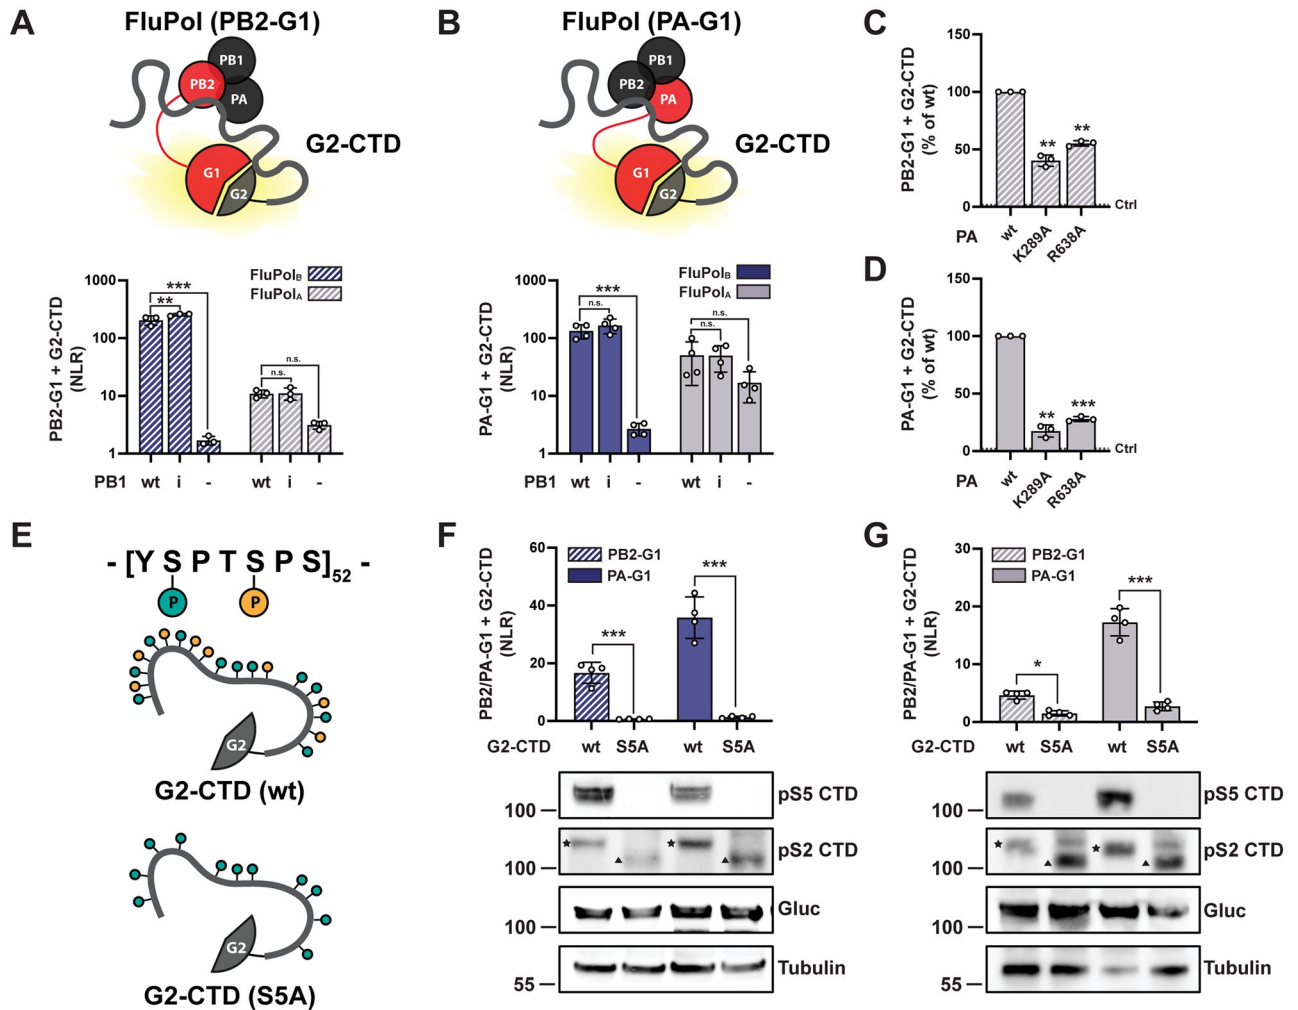 A
FluPol (PB2-G1)
PB1
PB2
PA
G2-CTD
G1
G2
PB2-G1 + G2-CTD
(NLR)
1000
100
10
1
FluPolB
FluPolA
***
**
n.s.
n.s.
PB1 wt i - wt i -
B
FluPol (PA-G1)
PB1
PB2
PA
G2-CTD
G1
G2
PA-G1 + G2-CTD
(NLR)
1000
100
10
1
FluPolB
FluPolA
***
n.s.
n.s.
n.s.
PB1 wt i - wt i -
C
PB2-G1 + G2-CTD
(% of wt)
150
100
50
0
**
**
Ctrl
PA wt K289A R638A
D
PA-G1 + G2-CTD
(% of wt)
150
100
50
0
**
***
Ctrl
PA wt K289A R638A
E
- [Y S P T S P S]52 -
P P
G2
G2-CTD (wt)
G2
G2-CTD (S5A)
F
PB2/PA-G1 + G2-CTD
(NLR)
60
40
20
0
PB2-G1
PA-G1
***
***
G2-CTD wt S5A wt S5A
100 pS5 CTD
100 pS2 CTD
100 Gluc
55 Tubulin
G
PB2/PA-G1 + G2-CTD
(NLR)
30
20
10
0
PB2-G1
PA-G1
*
***
G2-CTD wt S5A wt S5A
100 pS5 CTD
100 pS2 CTD
100 Gluc
55 Tubulin